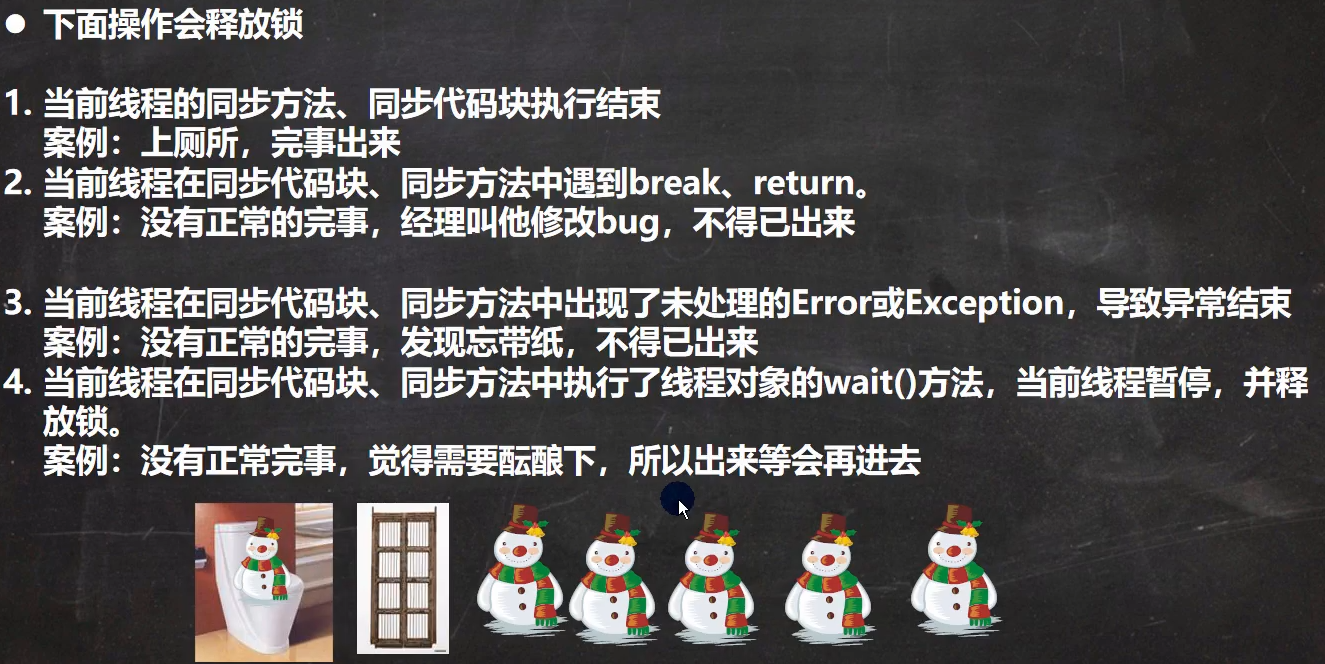 ● 下面操作会释放锁
1. 当前线程的同步方法、同步代码块执行结束
案例：上厕所，完事出来
2. 当前线程在同步代码块、同步方法中遇到break、return。
案例：没有正常的完事，经理叫他修改bug，不得已出来
3. 当前线程在同步代码块、同步方法中出现了未处理的Error或Exception，导致异常结束
案例：没有正常的完事，发现忘带纸，不得已出来
4. 当前线程在同步代码块、同步方法中执行了线程对象的wait()方法，当前线程暂停，并释
放锁。
案例：没有正常完事，觉得需要酝酿下，所以出来等会再进去